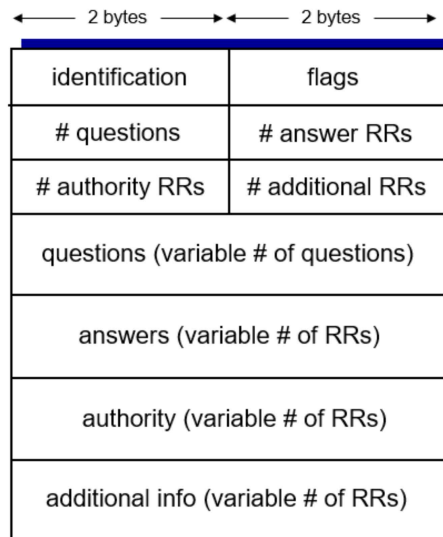 2 bytes 2 bytes
identification flags
# questions # answer RRs
# authority RRs # additional RRs
questions (variable # of questions)
answers (variable # of RRs)
authority (variable # of RRs)
additional info (variable # of RRs)